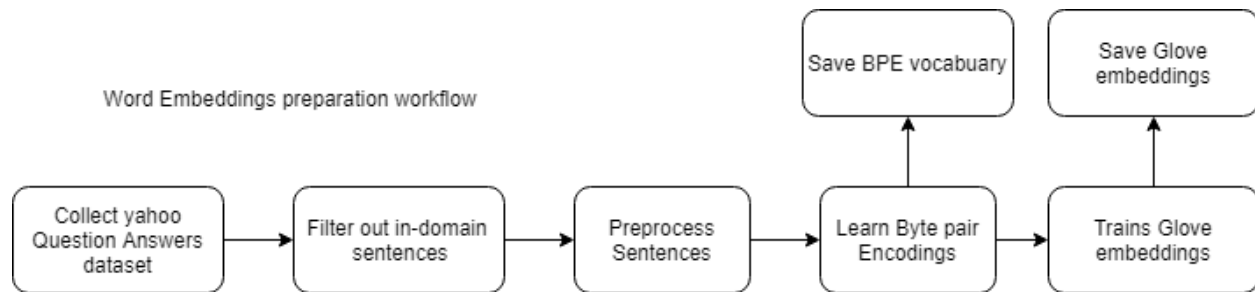 Save BPE vocabuary
Save Glove
embeddings
Word Embeddings preparation workflow
Collect yahoo
Question Answers
dataset
Filter out in-domain
sentences
Preprocess
Sentences
Learn Byte pair
Encodings
Trains Glove
embeddings